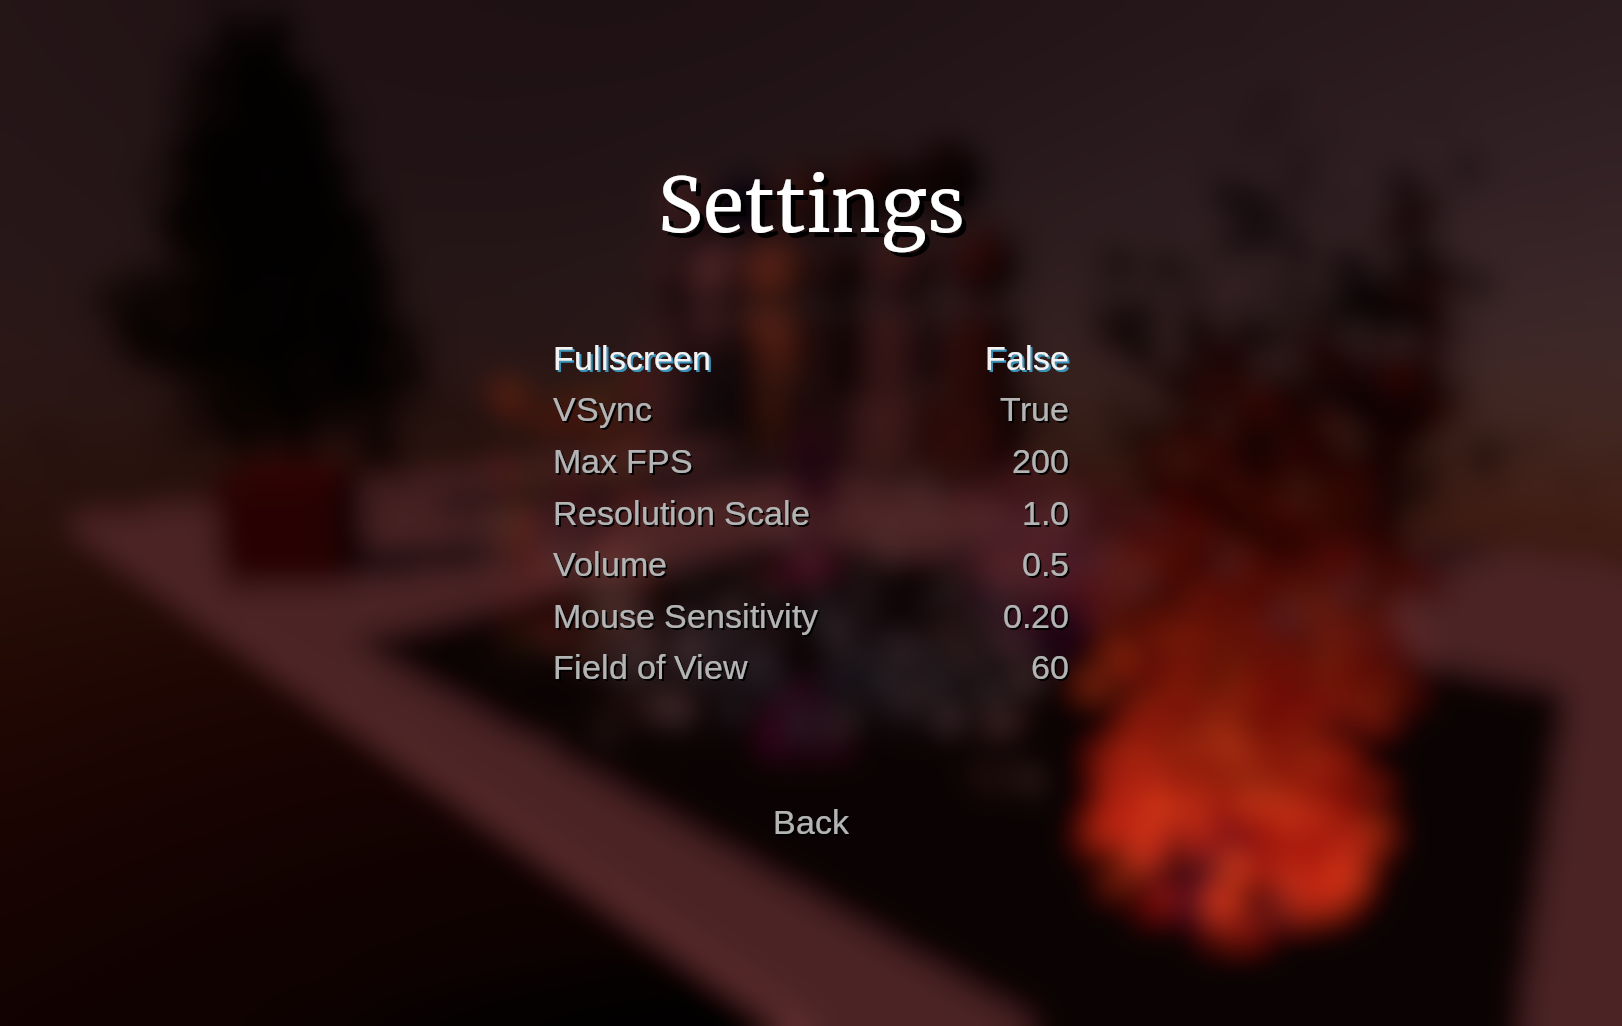 Settings
Fullscreen False
VSync True
Max FPS 200
Resolution Scale 1.0
Volume 0.5
Mouse Sensitivity 0.20
Field of View 60
Back